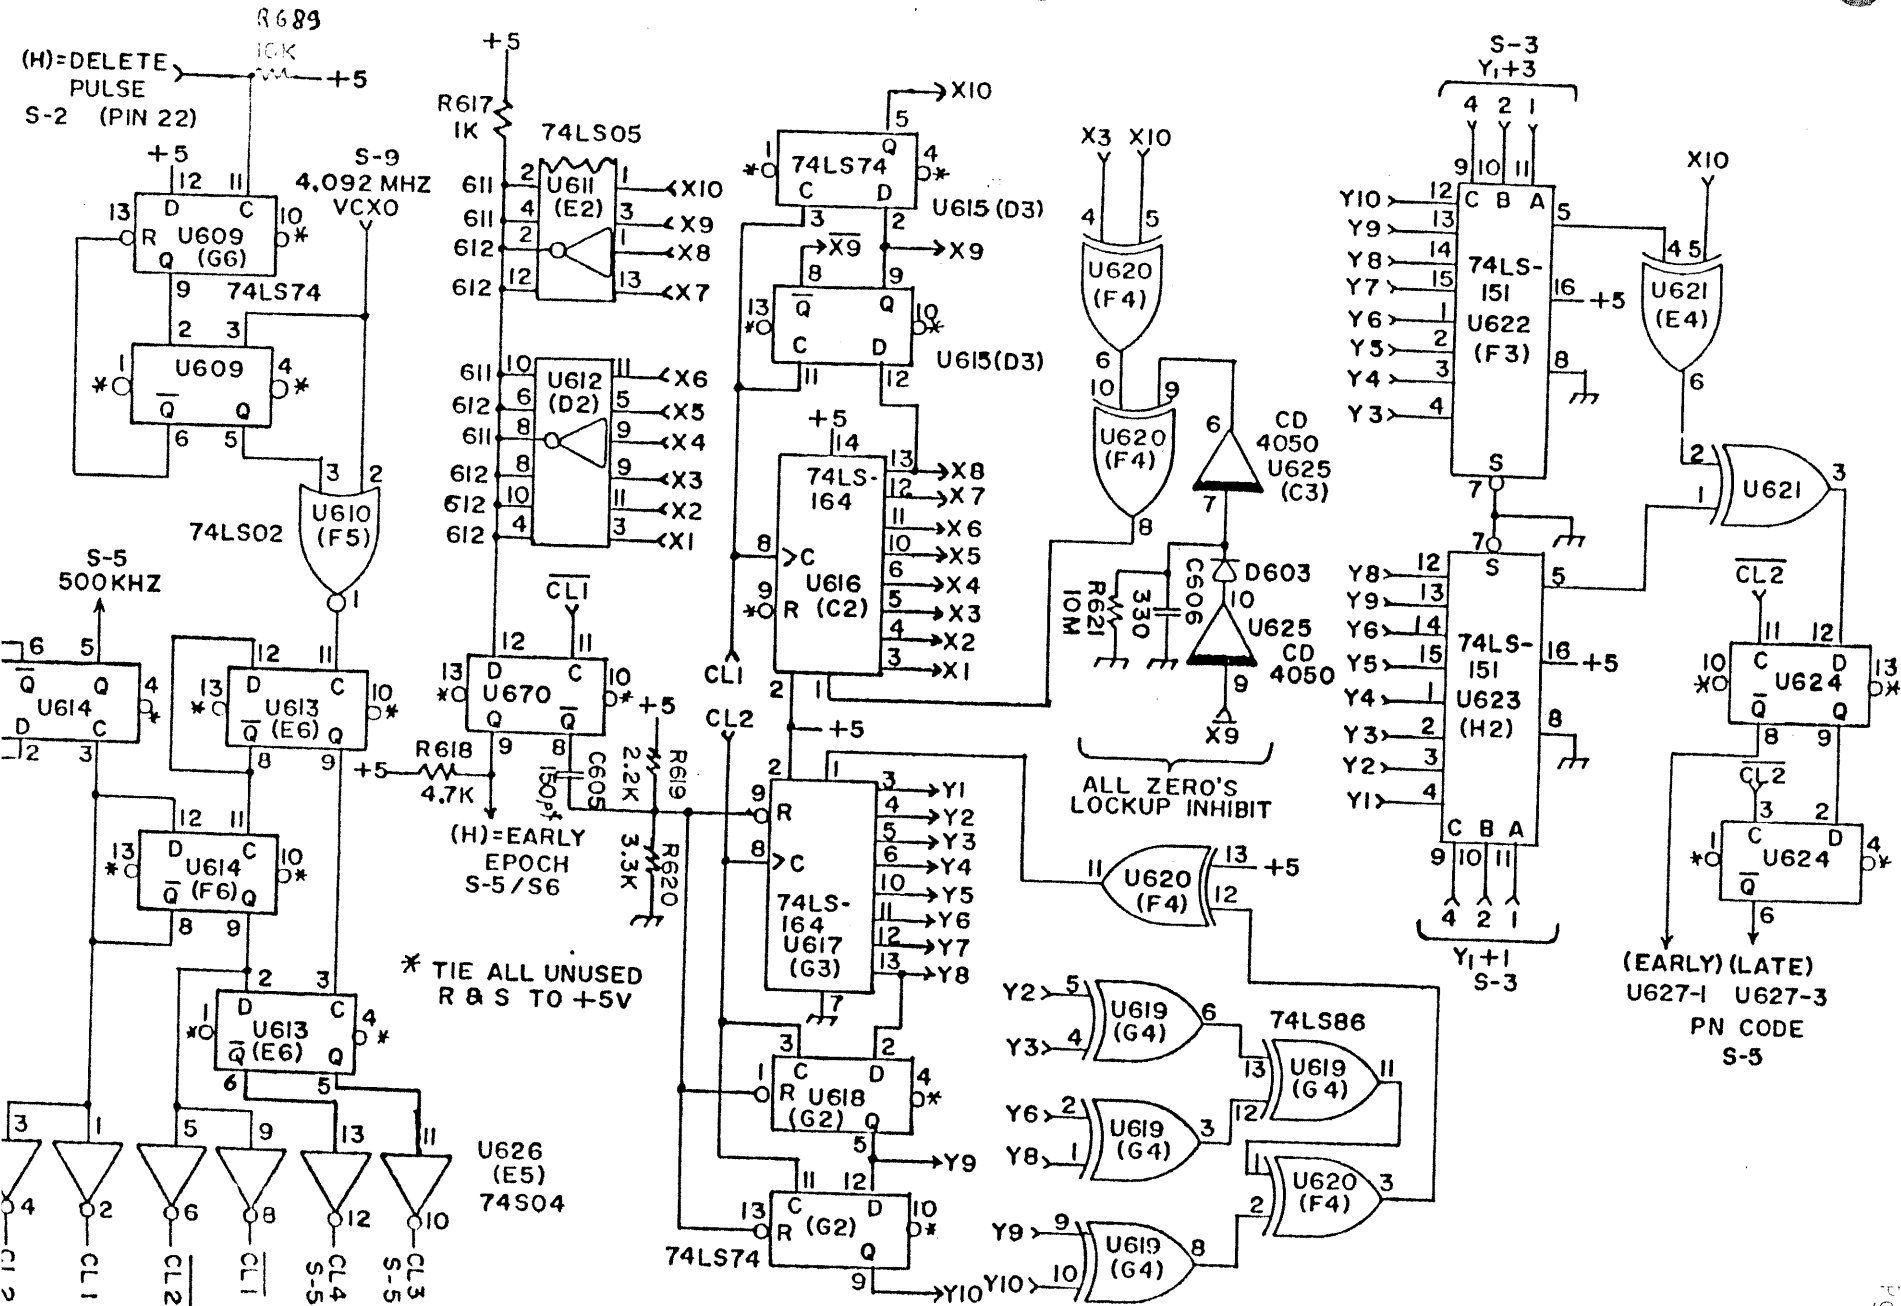 R689
10K
(H)=DELETE
PULSE
S-2 (PIN 22)
+5
+5
12 11
D C
13
R
10
*
U609
(G6)
Q
9
74LS74
S-9
4.092 MHZ
VCXO
2 3
1
*
U609
4
*
Q̅ Q
6 5
3 2
74LS02
U610
(F5)
1
S-5
500KHZ
6 5
Q̅ Q
U614
4
*
D C
12 3
12 11
D C
13
*
U613
(E6)
10
*
Q̅ Q
8 9
12 11
D C
13
*
U614
(F6)
10
*
Q̅ Q
8 9
2 3
D C
1
*
U613
(E6)
4
*
Q̅ Q
6 5
3 1 5 9 13 11
U626
(E5)
74S04
4 2 6 8 12 10
CL2
CL1
C̅L̅2̅
C̅L̅1̅
CL4
S-5
CL3
S-5
+5
R617
1K
74LS05
U611
(E2)
611 2 1 X10
611 4 3 X9
612 2 1 X8
612 12 13 X7
U612
(D2)
611 10 11 X6
612 6 5 X5
611 8 9 X4
612 8 9 X3
612 10 11 X2
612 4 3 X1
C̅L̅1̅
12 11
D C
13
*
U670
10
*
Q Q̅
9 8
+5
R618
4.7K
C605
150pf
+5
R619
2.2K
R620
3.3K
(H)=EARLY
EPOCH
S-5/S6
* TIE ALL UNUSED
R & S TO +5V
X10
5
Q
1
*
74LS74
4
*
C D
U615(D3)
3 2
X̅9̅
X9
8 9
Q̅ Q
13
*
10
*
C D
U615(D3)
11 12
+5
14
74LS-
164
8 C
9
*
R
U616
(C2)
13 X8
12 X7
11 X6
10 X5
6 X4
5 X3
4 X2
3 X1
2 1
CL1
CL2
+5
2 1
9 R
8 C
74LS-
164
U617
(G3)
3 Y1
4 Y2
5 Y3
6 Y4
10 Y5
11 Y6
12 Y7
13 Y8
7
3 2
C D
1 R
U618
(G2)
4
*
Q
5
Y9
11 12
C D
13 R
(G2)
10
*
Q
74LS74
9
Y10
X3 X10
4 5
U620
(F4)
6
10 9
U620
(F4)
8
6
CD
4050
U625
(C3)
7
D603
C606
330
R621
10M
10
U625
CD
4050
9
X̅9̅
ALL ZERO'S
LOCKUP INHIBIT
11
U620
(F4)
13 +5
12
Y2 5
Y3 4
U619
(G4)
6
74LS86
Y6 2
Y8 1
U619
(G4)
3
13
12
U619
(G4)
11
Y9 9
Y10 10
U619
(G4)
8
1
2
U620
(F4)
3
S-3
Y1+3
4 2 1
9 10 11
C B A
Y10 12
Y9 13
Y8 14
Y7 15
Y6 1
Y5 2
Y4 3
Y3 4
74LS-
151
U622
(F3)
5
16 +5
8
S
7
7
S
Y8 12
Y9 13
Y6 14
Y5 15
Y4 1
Y3 2
Y2 3
Y1 4
74LS-
151
U623
(H2)
5
16 +5
8
C B A
9 10 11
4 2 1
Y1+1
S-3
X10
4 5
U621
(E4)
6
2
1
U621
3
C̅L̅2̅
11 12
C D
10
*
U624
13
*
Q̅ Q
8 9
C̅L̅2̅
3 2
C D
1
*
U624
4
*
Q̅
6
(EARLY) (LATE)
U627-1 U627-3
PN CODE
S-5